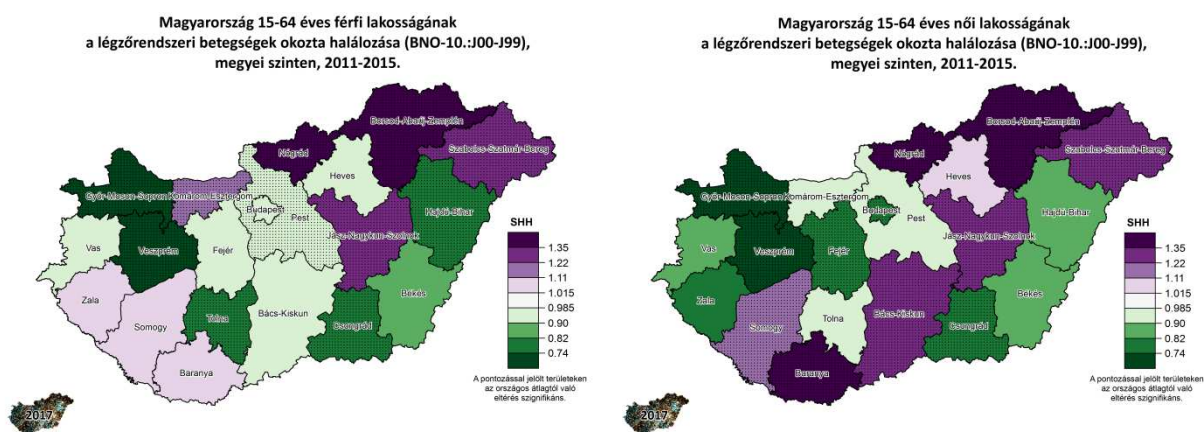 Magyarország 15-64 éves férfi lakosságának
a légzőrendszeri betegségek okozta halálozása (BNO-10.:J00-J99),
megyei szinten, 2011-2015.
Borsod-Abaúj-Zemplén
Szabolcs-Szatmár-Bereg
Nógrád
Heves
Győr-Moson-Sopron
Komárom-Esztergom
Budapest
Pest
Hajdú-Bihar
Jász-Nagykun-Szolnok
Vas
Veszprém
Fejér
Békés
Zala
Somogy
Tolna
Bács-Kiskun
Csongrád
Baranya
SHH
1.35
1.22
1.11
1.015
0.985
0.90
0.82
0.74
A pontozással jelölt területeken
az országos átlagtól való
eltérés szignifikáns.
2017
Magyarország 15-64 éves női lakosságának
a légzőrendszeri betegségek okozta halálozása (BNO-10.:J00-J99),
megyei szinten, 2011-2015.
Borsod-Abaúj-Zemplén
Szabolcs-Szatmár-Bereg
Nógrád
Heves
Győr-Moson-Sopron
Komárom-Esztergom
Budapest
Pest
Hajdú-Bihar
Jász-Nagykun-Szolnok
Vas
Veszprém
Fejér
Békés
Zala
Somogy
Tolna
Bács-Kiskun
Csongrád
Baranya
SHH
1.35
1.22
1.11
1.015
0.985
0.90
0.82
0.74
A pontozással jelölt területeken
az országos átlagtól való
eltérés szignifikáns.
2017